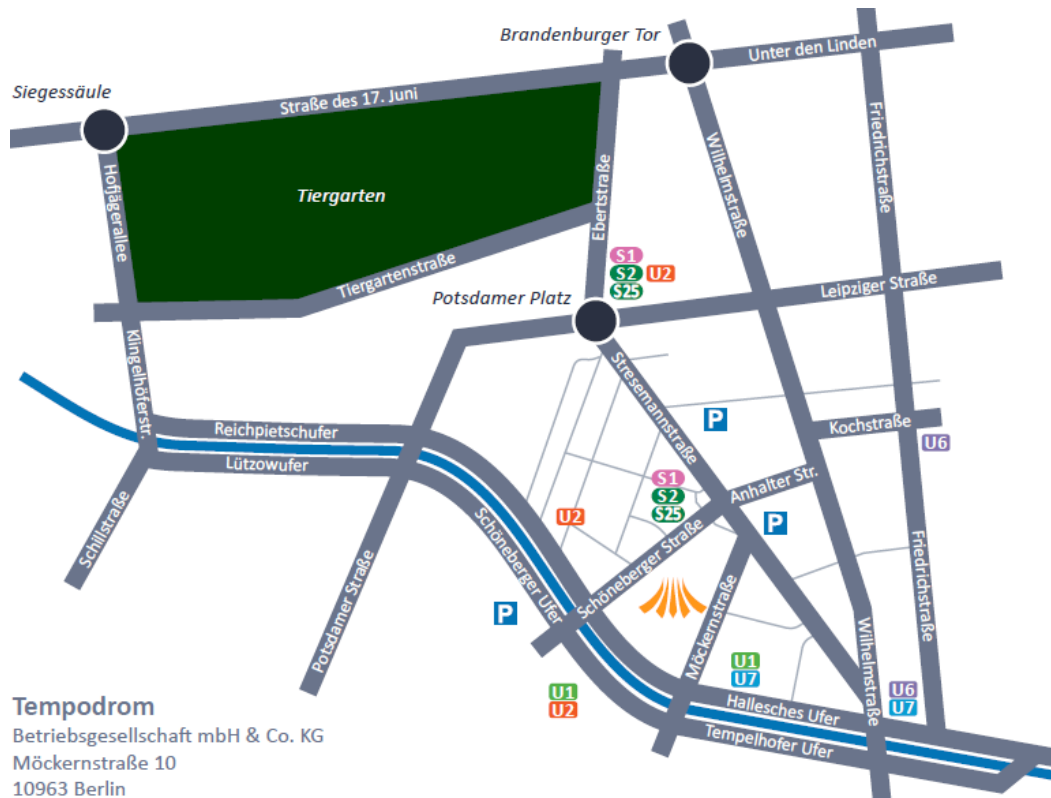 Brandenburger Tor
Unter den Linden
Siegessäule
Straße des 17. Juni
Friedrichstraße
Wilhelmstraße
Hofjägerallee
Tiergarten
Ebertstraße
S1
S2
U2
S25
Tiergartenstraße
Leipziger Straße
Potsdamer Platz
Klingelhöferstr.
Stresemannstraße
P
Kochstraße
Reichpietschufer
U6
Lützowufer
S1
S2
S25
Anhalter Str.
U2
P
Schillstraße
Schöneberger Ufer
Schöneberger Straße
Potsdamer Straße
Friedrichstraße
P
Möckernstraße
Wilhelmstraße
U1
U7
U1
U2
U6
U7
Hallesches Ufer
Tempelhofer Ufer
Tempodrom
Betriebsgesellschaft mbH & Co. KG
Möckernstraße 10
10963 Berlin